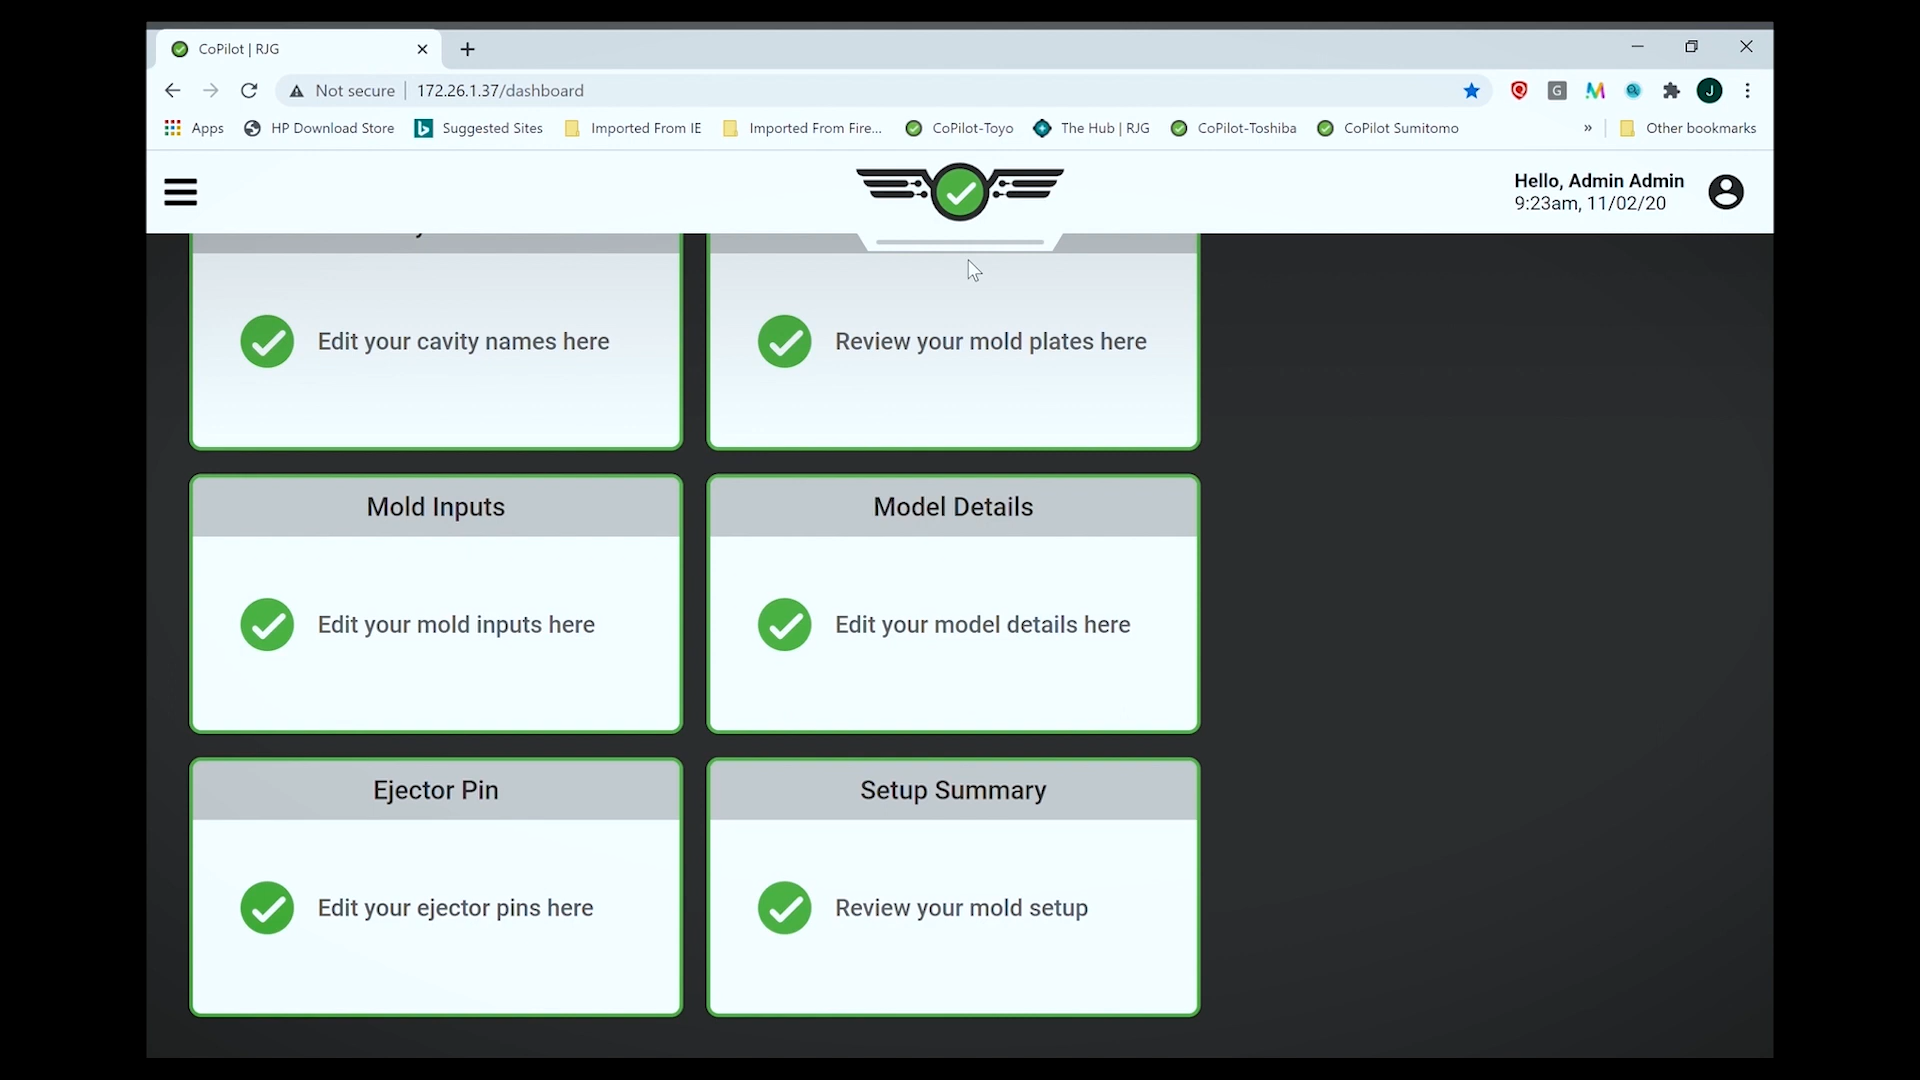 CoPilot | RJG
Not secure 172.26.1.37/dashboard
G
J
Apps HP Download Store Suggested Sites Imported From IE Imported From Fire... CoPilot-Toyo The Hub | RJG CoPilot-Toshiba CoPilot Sumitomo » Other bookmarks
Hello, Admin Admin
9:23am, 11/02/20
Edit your cavity names here
Review your mold plates here
Mold Inputs
Edit your mold inputs here
Model Details
Edit your model details here
Ejector Pin
Edit your ejector pins here
Setup Summary
Review your mold setup